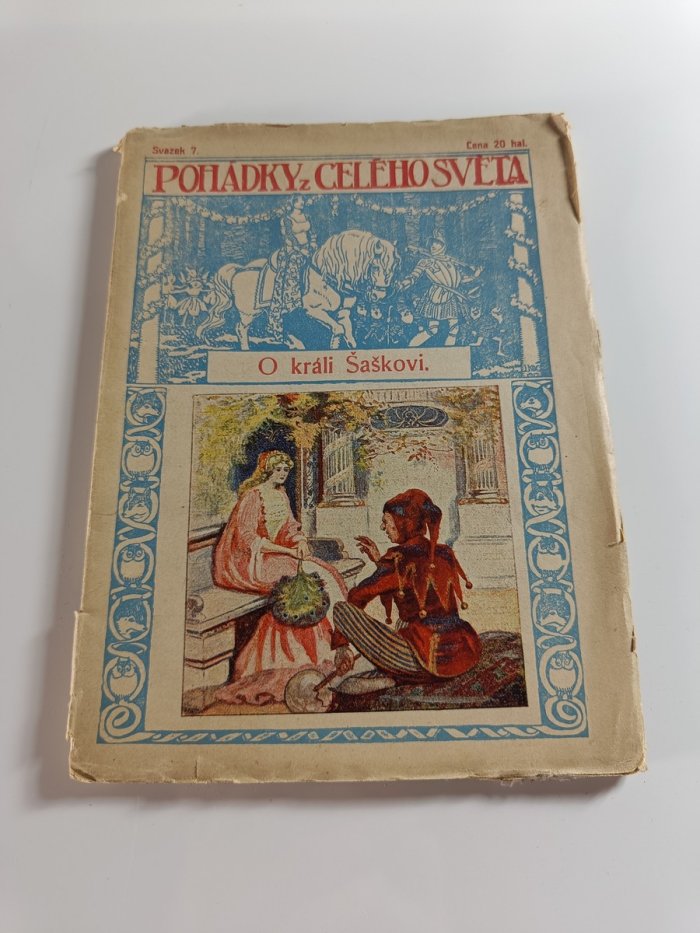 Svazek 7.
Cena 20 hal.
POHÁDKY z CELÉHO SVĚTA
O králi Šaškovi.